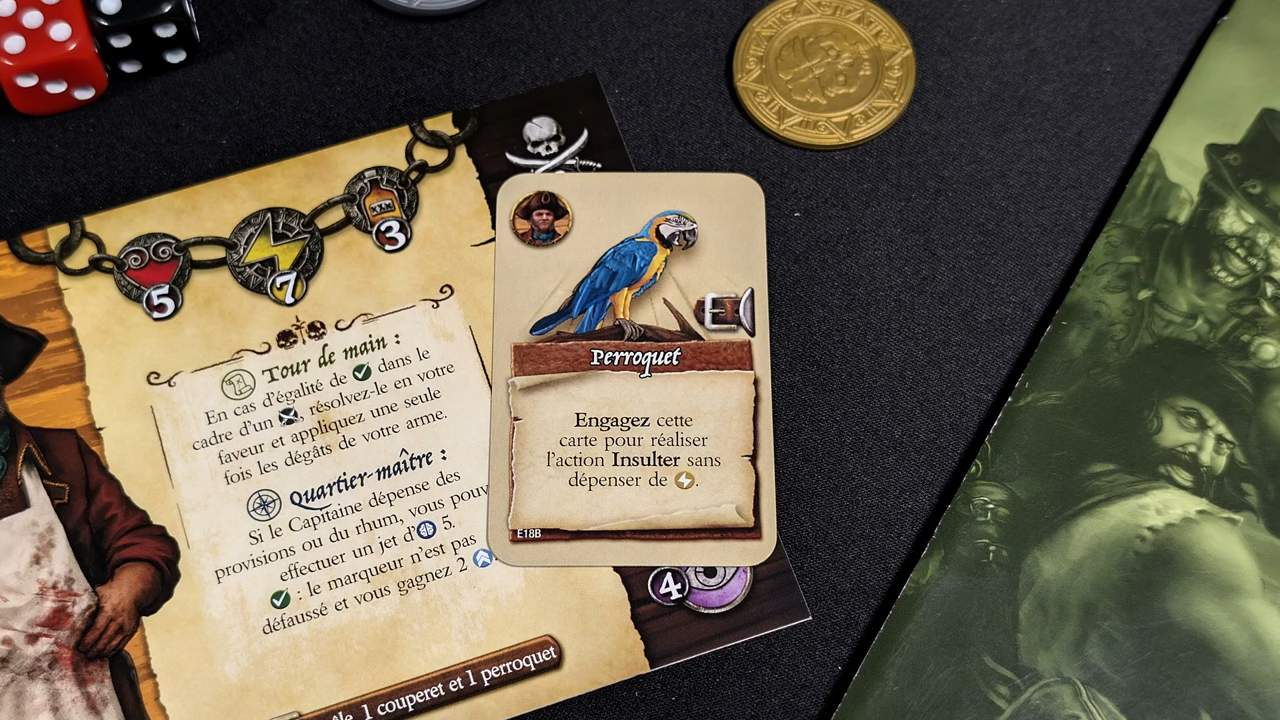 5
7
3
Tour de main :
En cas d'égalité de dans le
cadre d'un , résolvez-le en votre
faveur et appliquez une seule
fois les dégâts de votre arme.
Quartier-maître :
Si le Capitaine dépense des
provisions ou du rhum, vous pouv
effectuer un jet d' 5.
: le marqueur n'est pas
défaussé et vous gagnez 2 .
1 couperet et 1 perroquet
Perroquet
Engagez cette
carte pour réaliser
l'action Insulter sans
dépenser de .
E18B
4